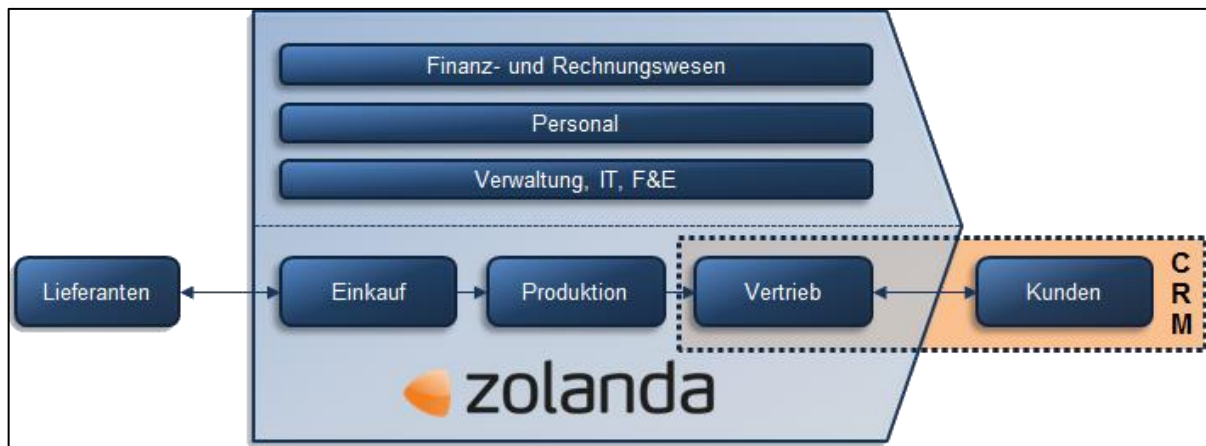 Finanz- und Rechnungswesen
Personal
Verwaltung, IT, F&E
Lieferanten
Einkauf
Produktion
Vertrieb
Kunden
C
R
M
zolanda